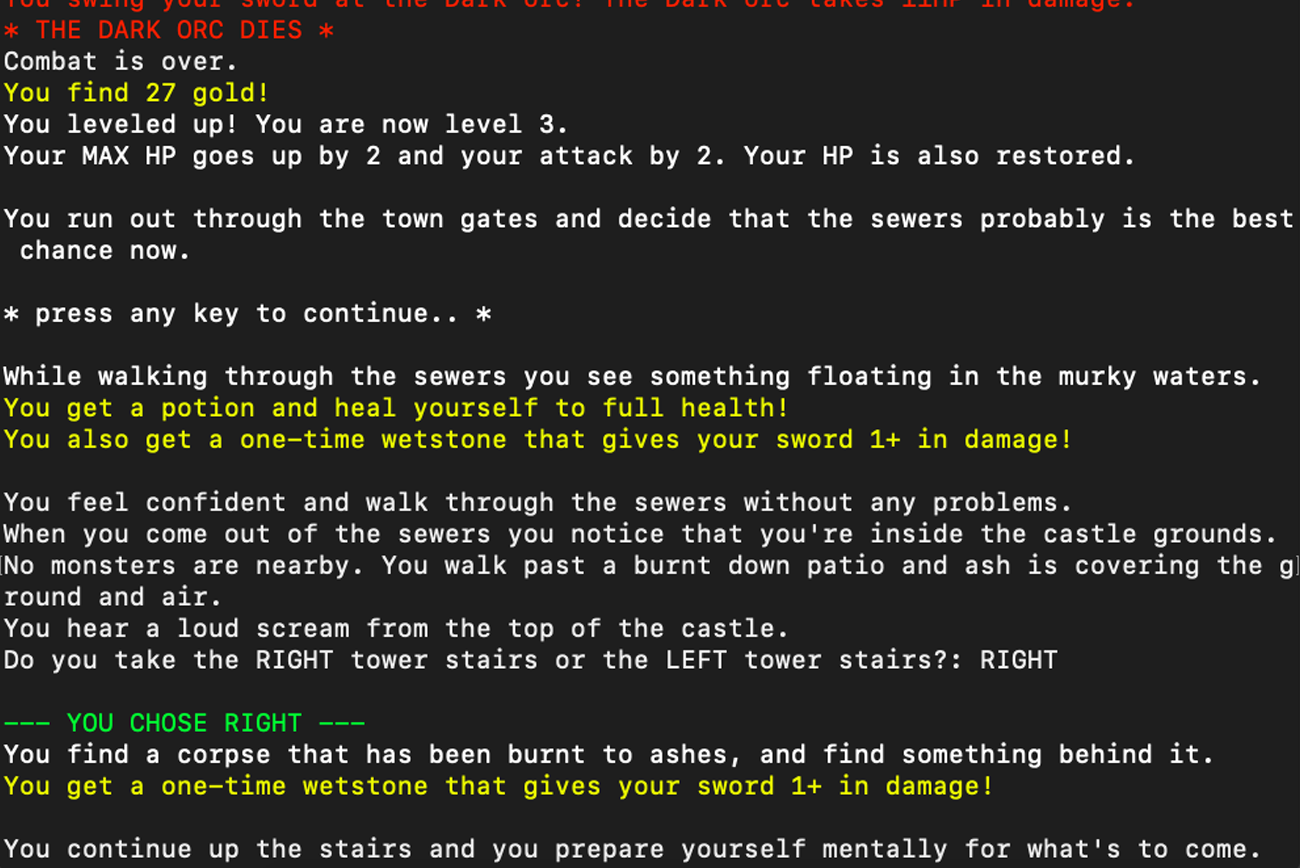 You swing your sword at the Dark Orc! The Dark Orc takes 11HP in damage.
* THE DARK ORC DIES *
Combat is over.
You find 27 gold!
You leveled up! You are now level 3.
Your MAX HP goes up by 2 and your attack by 2. Your HP is also restored.
You run out through the town gates and decide that the sewers probably is the best
chance now.
* press any key to continue.. *
While walking through the sewers you see something floating in the murky waters.
You get a potion and heal yourself to full health!
You also get a one-time wetstone that gives your sword 1+ in damage!
You feel confident and walk through the sewers without any problems.
When you come out of the sewers you notice that you're inside the castle grounds.
No monsters are nearby. You walk past a burnt down patio and ash is covering the g
round and air.
You hear a loud scream from the top of the castle.
Do you take the RIGHT tower stairs or the LEFT tower stairs?: RIGHT
--- YOU CHOSE RIGHT ---
You find a corpse that has been burnt to ashes, and find something behind it.
You get a one-time wetstone that gives your sword 1+ in damage!
You continue up the stairs and you prepare yourself mentally for what's to come.